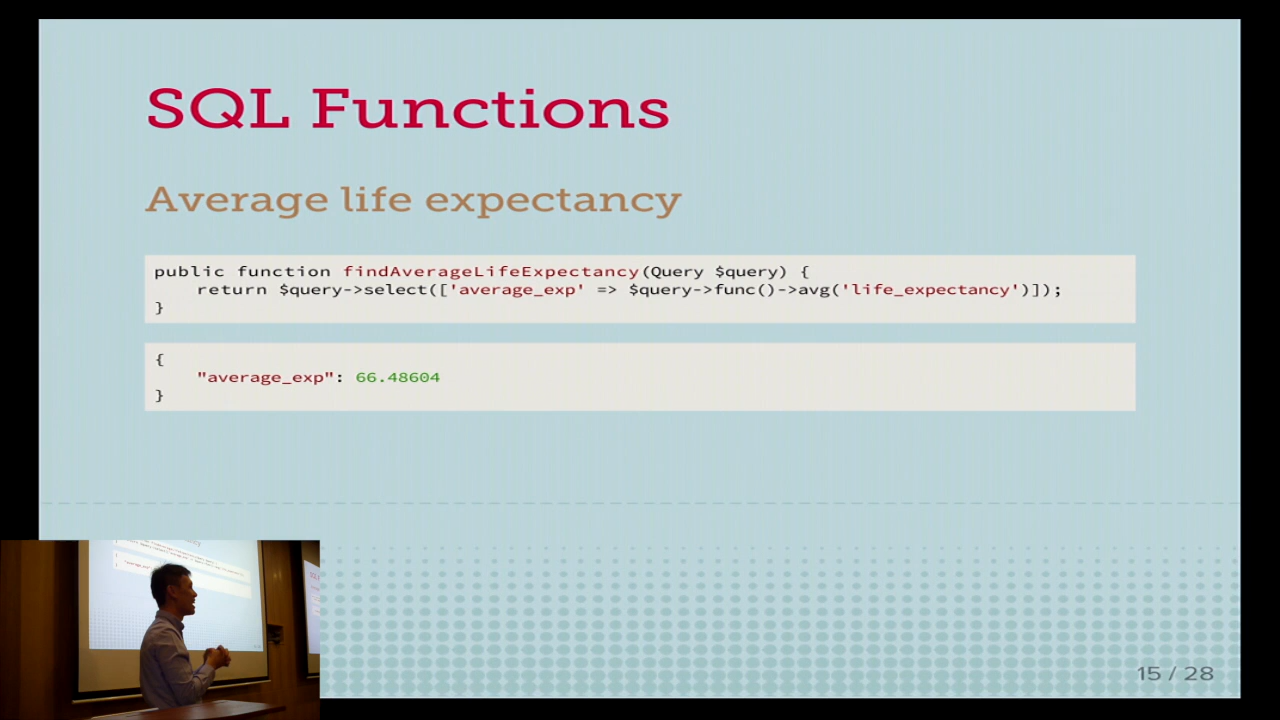 SQL Functions
Average life expectancy
public function findAverageLifeExpectancy(Query $query) {
    return $query->select(['average_exp' => $query->func()->avg('life_expectancy')]);
}
{
    "average_exp": 66.48604
}
15 / 28